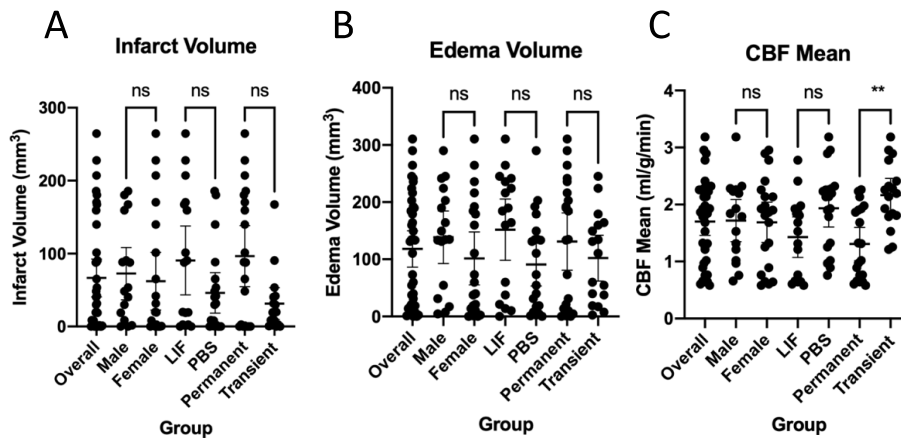 A
Infarct Volume
ns
ns
ns
300
200
100
0
Infarct Volume (mm³)
Overall
Male
Female
LIF
PBS
Permanent
Transient
Group
B
Edema Volume
ns
ns
ns
400
300
200
100
0
Edema Volume (mm³)
Overall
Male
Female
LIF
PBS
Permanent
Transient
Group
C
CBF Mean
ns
ns
**
4
3
2
1
0
CBF Mean (ml/g/min)
Overall
Male
Female
LIF
PBS
Permanent
Transient
Group